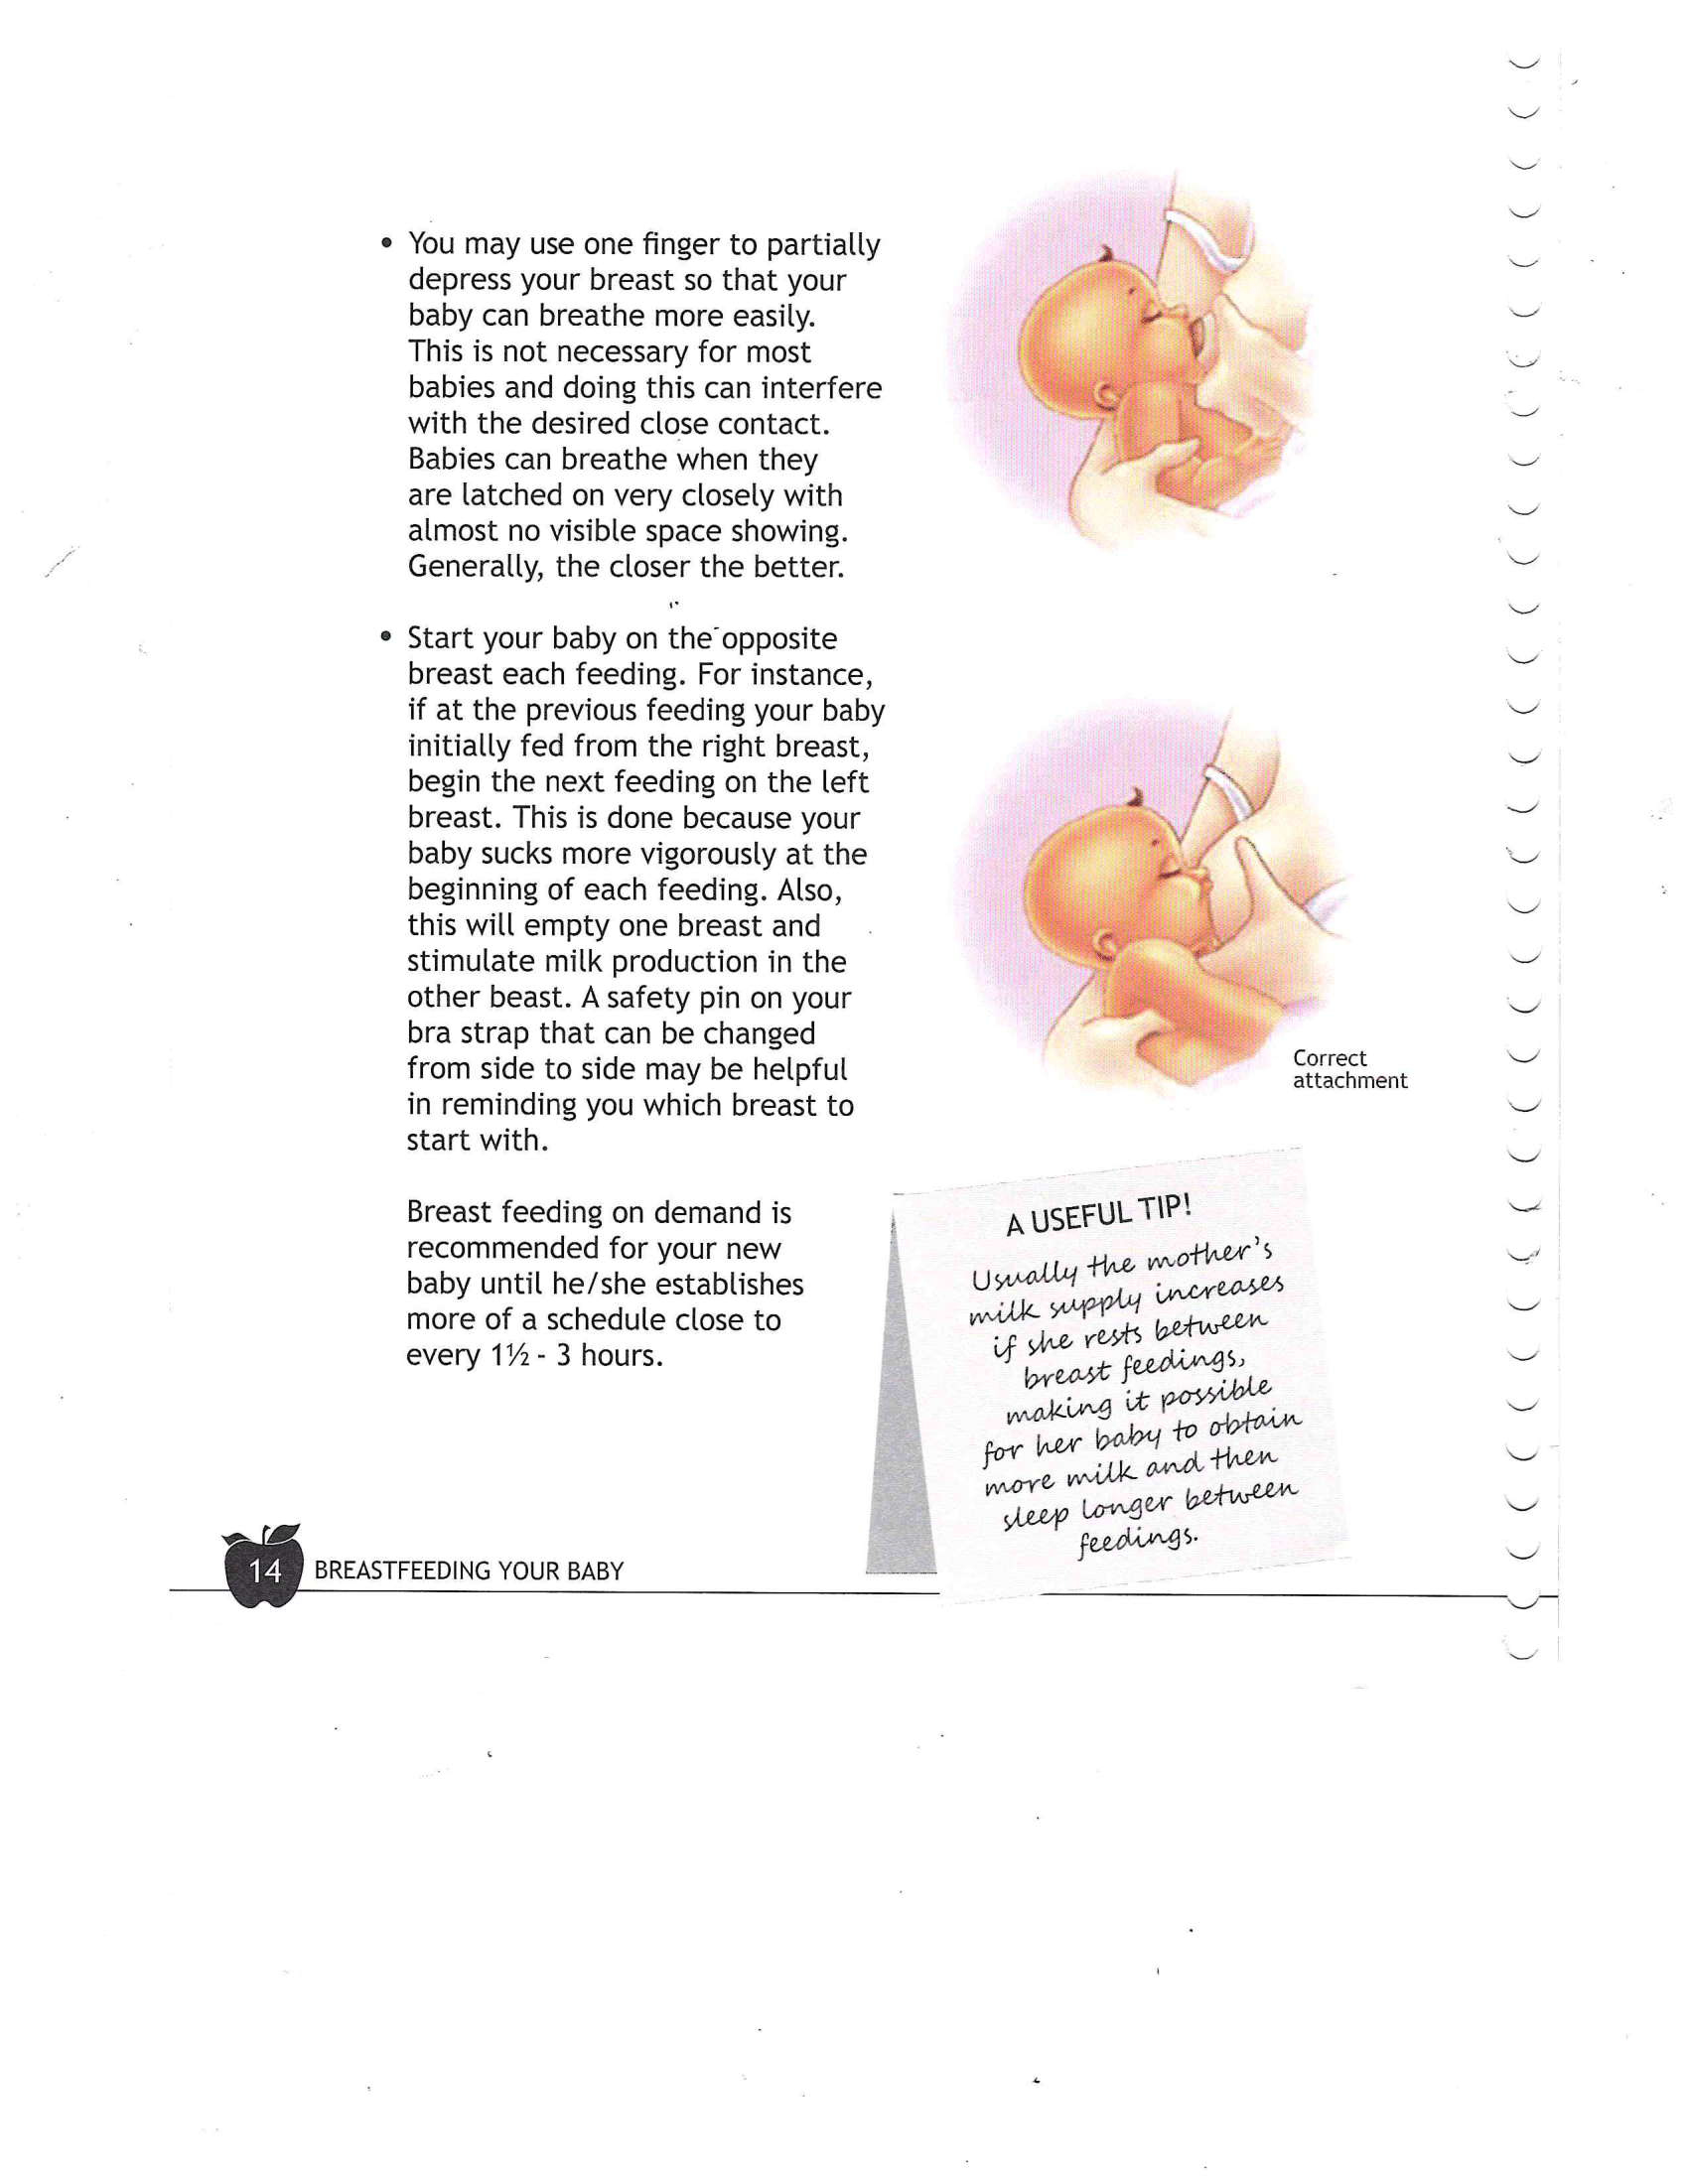 • You may use one finger to partially
depress your breast so that your
baby can breathe more easily.
This is not necessary for most
babies and doing this can interfere
with the desired close contact.
Babies can breathe when they
are latched on very closely with
almost no visible space showing.
Generally, the closer the better.
• Start your baby on the opposite
breast each feeding. For instance,
if at the previous feeding your baby
initially fed from the right breast,
begin the next feeding on the left
breast. This is done because your
baby sucks more vigorously at the
beginning of each feeding. Also,
this will empty one breast and
stimulate milk production in the
other beast. A safety pin on your
bra strap that can be changed
from side to side may be helpful
in reminding you which breast to
start with.
Breast feeding on demand is
recommended for your new
baby until he/she establishes
more of a schedule close to
every 1½ - 3 hours.
Correct
attachment
A USEFUL TIP!
Usually the mother's
milk supply increases
if she rests between
breast feedings,
making it possible
for her baby to obtain
more milk and then
sleep longer between
feedings.
14 BREASTFEEDING YOUR BABY